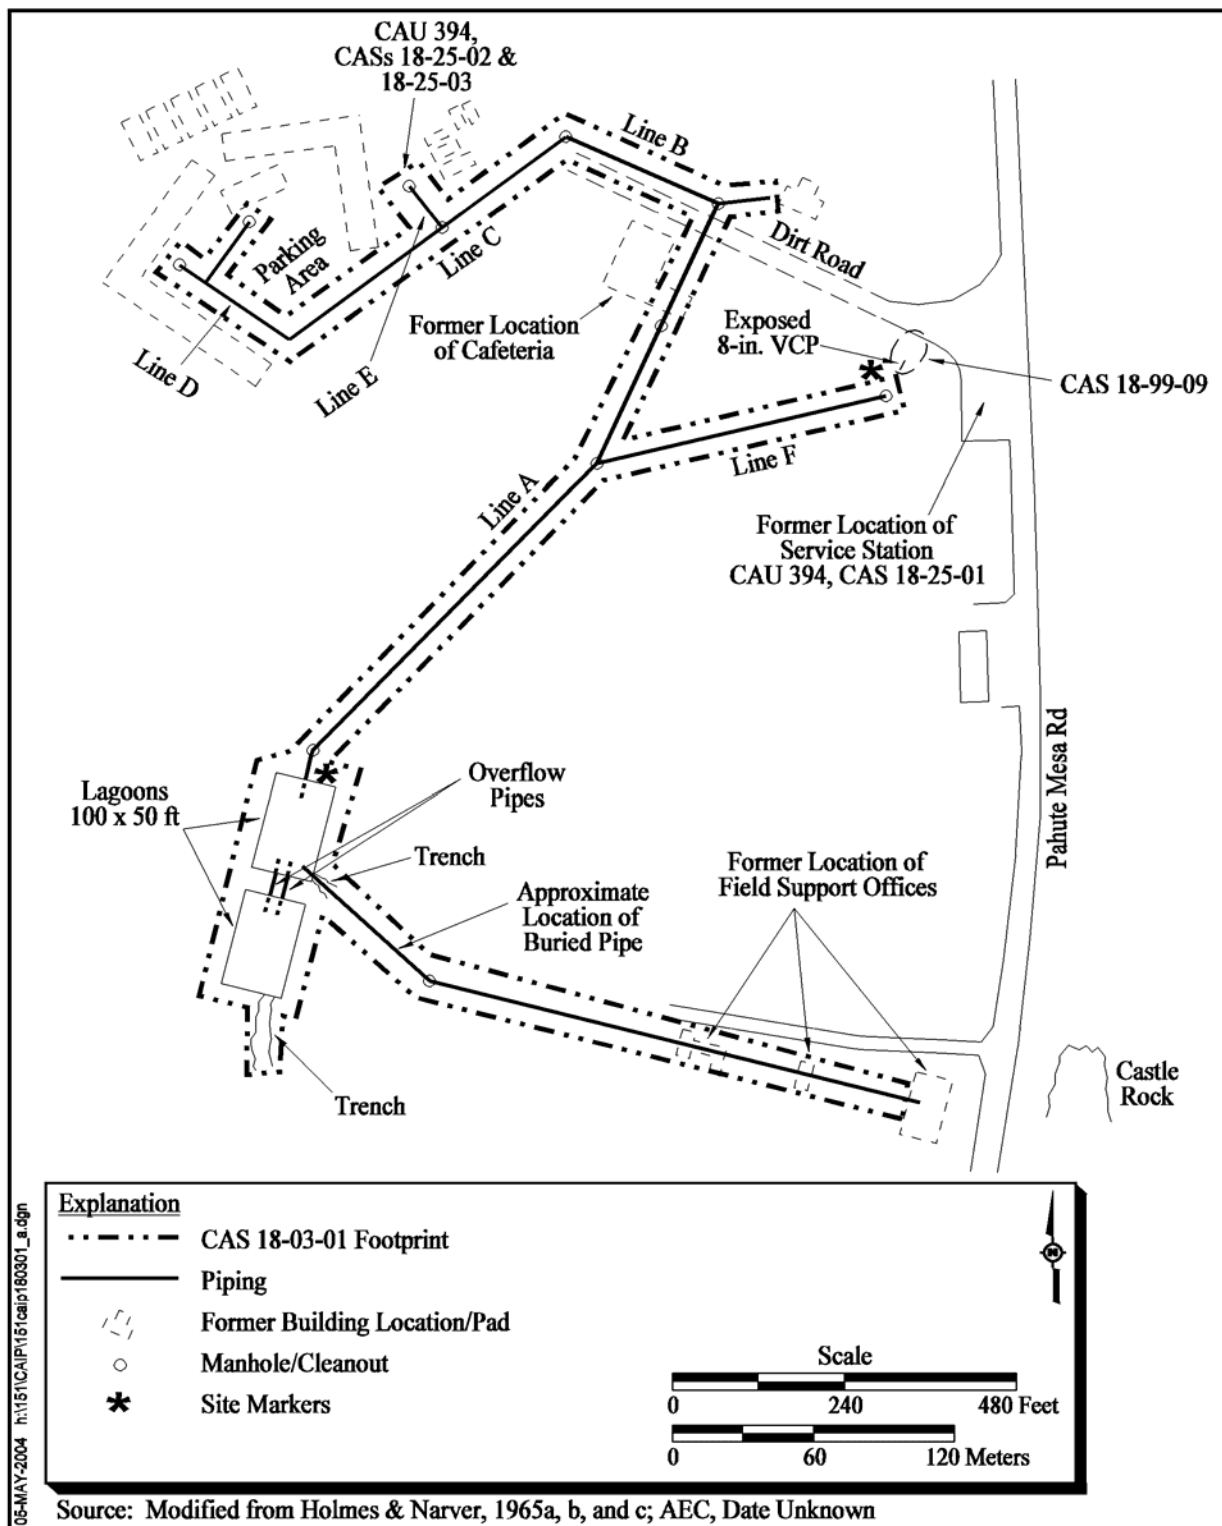 CAU 394,
CASs 18-25-02 &
18-25-03
Line B
Parking
Area
Line C
Dirt Road
Line D
Line E
Former Location
of Cafeteria
Exposed
8-in. VCP
CAS 18-99-09
Line F
Line A
Former Location of
Service Station
CAU 394, CAS 18-25-01
Pahute Mesa Rd
Lagoons
100 x 50 ft
Overflow
Pipes
Trench
Approximate
Location of
Buried Pipe
Former Location of
Field Support Offices
Trench
Castle
Rock
Explanation
CAS 18-03-01 Footprint
Piping
Former Building Location/Pad
Manhole/Cleanout
Site Markers
N
Scale
0 240 480 Feet
0 60 120 Meters
05-MAY-2004 h:\151\CAIP\151caip180301_a.dgn
Source: Modified from Holmes & Narver, 1965a, b, and c; AEC, Date Unknown